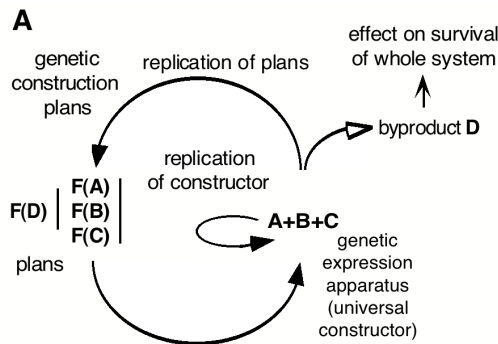 A
effect on survival
of whole system
genetic
construction
plans
replication of plans
byproduct D
replication
of constructor
F(A)
F(D) F(B)
F(C)
plans
A+B+C
genetic
expression
apparatus
(universal
constructor)